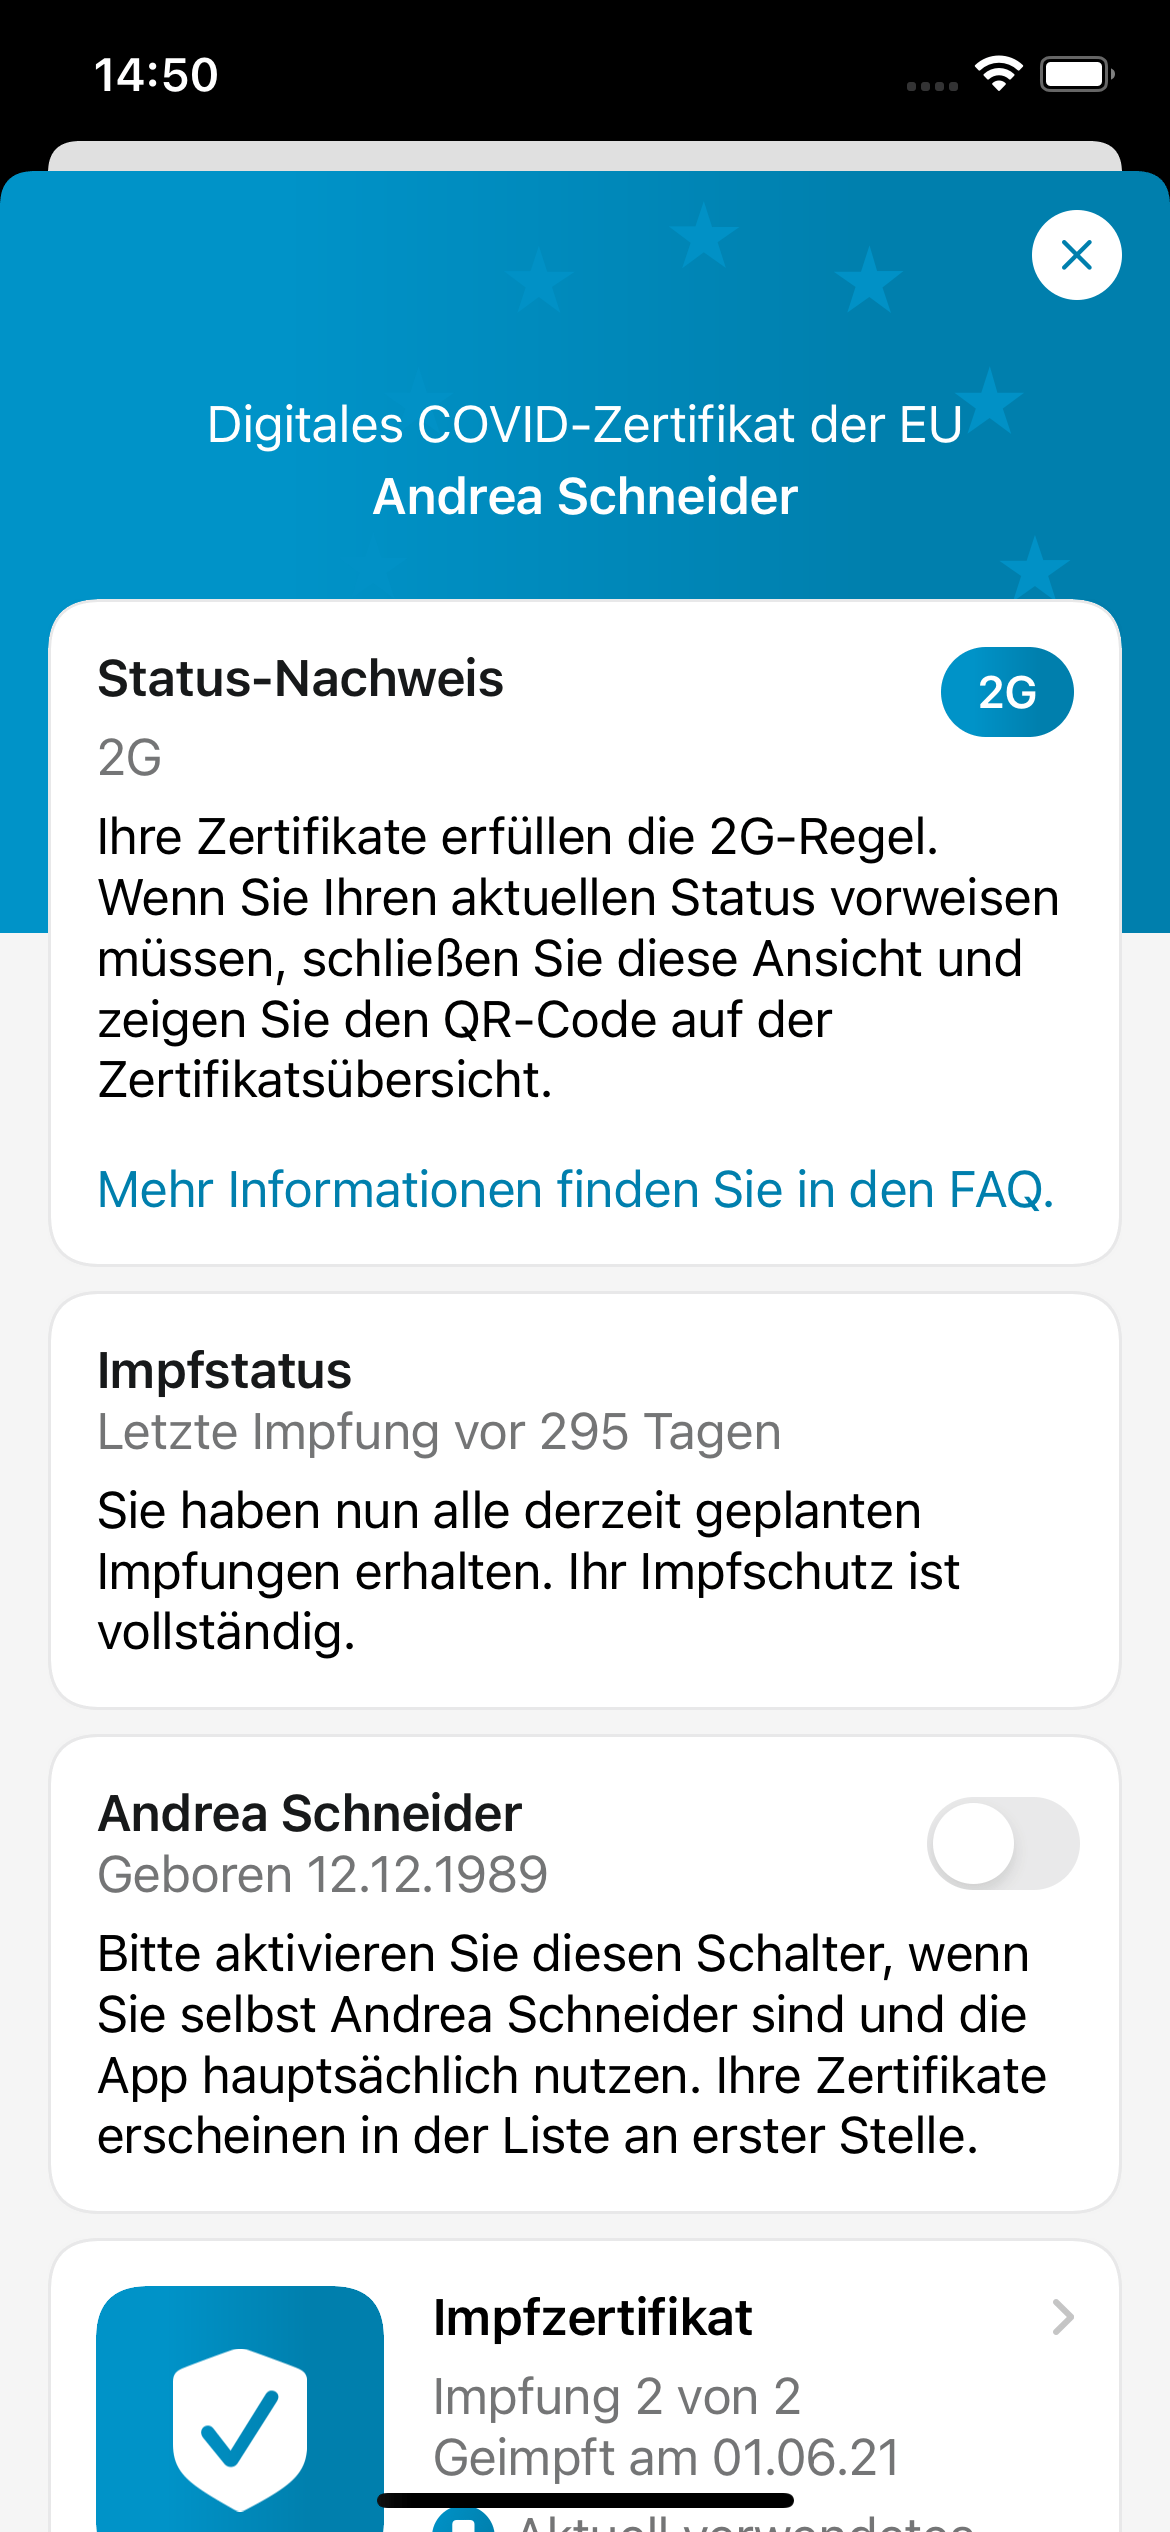 14:50
Digitales COVID-Zertifikat der EU
Andrea Schneider
Status-Nachweis
2G
2G
Ihre Zertifikate erfüllen die 2G-Regel.
Wenn Sie Ihren aktuellen Status vorweisen
müssen, schließen Sie diese Ansicht und
zeigen Sie den QR-Code auf der
Zertifikatsübersicht.
Mehr Informationen finden Sie in den FAQ.
Impfstatus
Letzte Impfung vor 295 Tagen
Sie haben nun alle derzeit geplanten
Impfungen erhalten. Ihr Impfschutz ist
vollständig.
Andrea Schneider
Geboren 12.12.1989
Bitte aktivieren Sie diesen Schalter, wenn
Sie selbst Andrea Schneider sind und die
App hauptsächlich nutzen. Ihre Zertifikate
erscheinen in der Liste an erster Stelle.
Impfzertifikat
Impfung 2 von 2
Geimpft am 01.06.21
Aktuell verwendetes